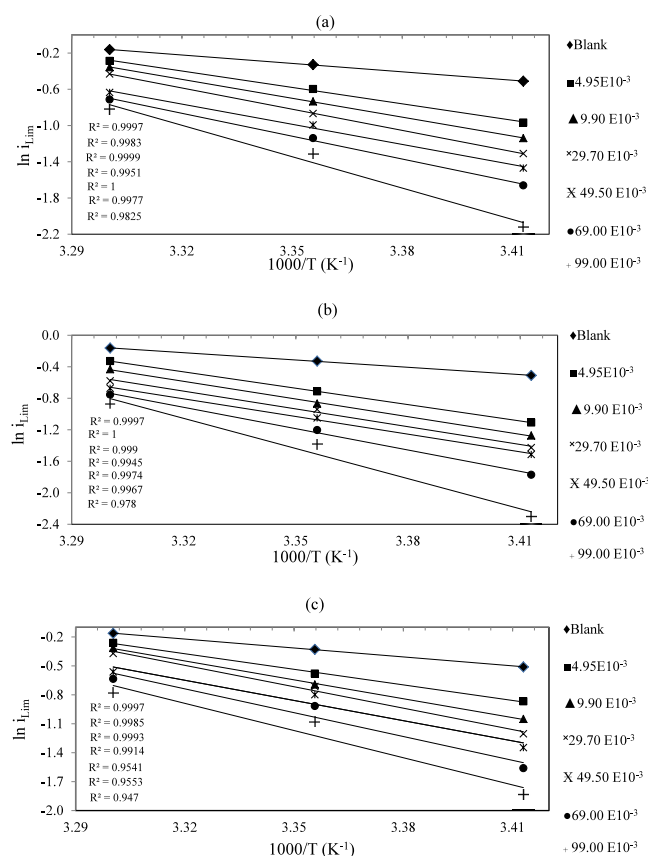 (a)
-0.2
-0.6
-1.0
-1.4
-1.8
-2.2
ln i_Lim
R² = 0.9997
R² = 0.9983
R² = 0.9999
R² = 0.9951
R² = 1
R² = 0.9977
R² = 0.9825
3.29 3.32 3.35 3.38 3.41
1000/T (K⁻¹)
Blank
4.95E10⁻³
9.90 E10⁻³
29.70 E10⁻³
49.50 E10⁻³
69.00 E10⁻³
99.00 E10⁻³
(b)
0.0
-0.4
-0.8
-1.2
-1.6
-2.0
-2.4
ln i_Lim
R² = 0.9997
R² = 1
R² = 0.999
R² = 0.9945
R² = 0.9974
R² = 0.9967
R² = 0.978
3.29 3.32 3.35 3.38 3.41
1000/T (K⁻¹)
Blank
4.95E10⁻³
9.90 E10⁻³
29.70 E10⁻³
49.50 E10⁻³
69.00 E10⁻³
99.00 E10⁻³
(c)
-0.2
-0.5
-0.8
-1.1
-1.4
-1.7
-2.0
ln i_Lim
R² = 0.9997
R² = 0.9985
R² = 0.9993
R² = 0.9914
R² = 0.9541
R² = 0.9553
R² = 0.947
3.29 3.32 3.35 3.38 3.41
1000/T (K⁻¹)
Blank
4.95E10⁻³
9.90 E10⁻³
29.70 E10⁻³
49.50 E10⁻³
69.00 E10⁻³
99.00 E10⁻³